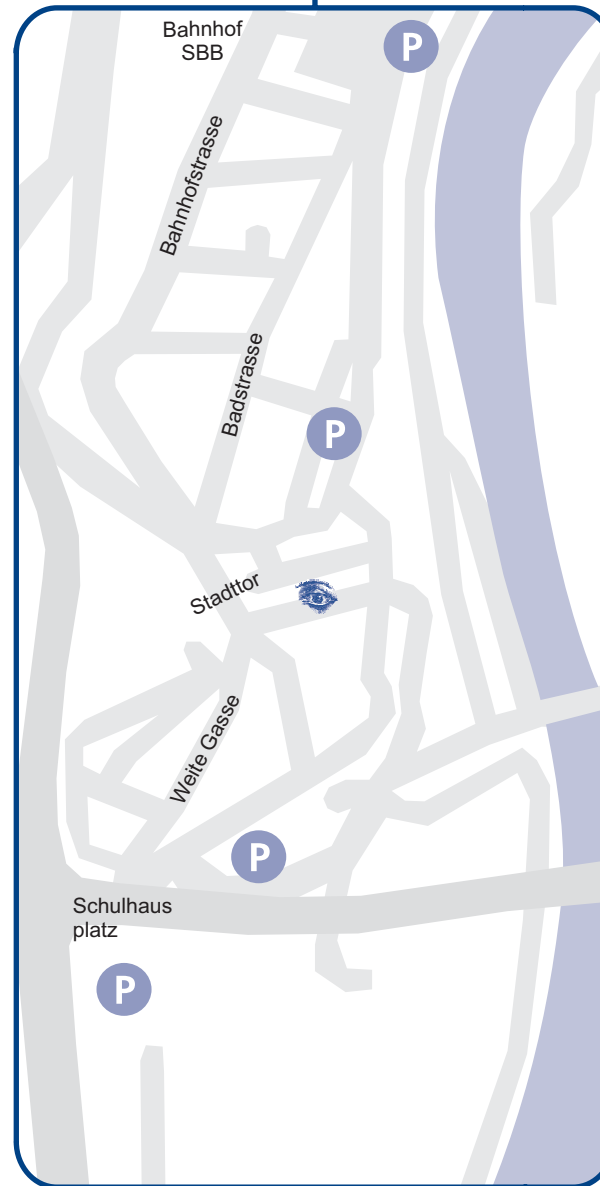 Bahnhof
SBB
P
Bahnhofstrasse
Badstrasse
P
Stadttor
Weite Gasse
P
Schulhaus
platz
P